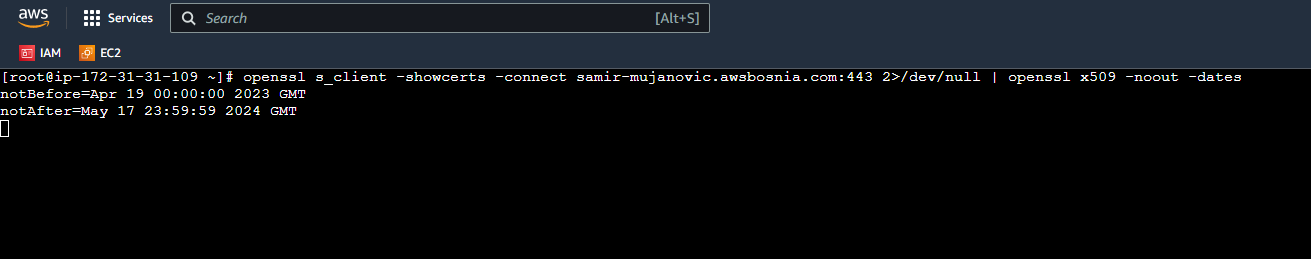 aws
Services
Search
[Alt+S]
IAM
EC2
[root@ip-172-31-31-109 ~]# openssl s_client -showcerts -connect samir-mujanovic.awsbosnia.com:443 2>/dev/null | openssl x509 -noout -dates
notBefore=Apr 19 00:00:00 2023 GMT
notAfter=May 17 23:59:59 2024 GMT